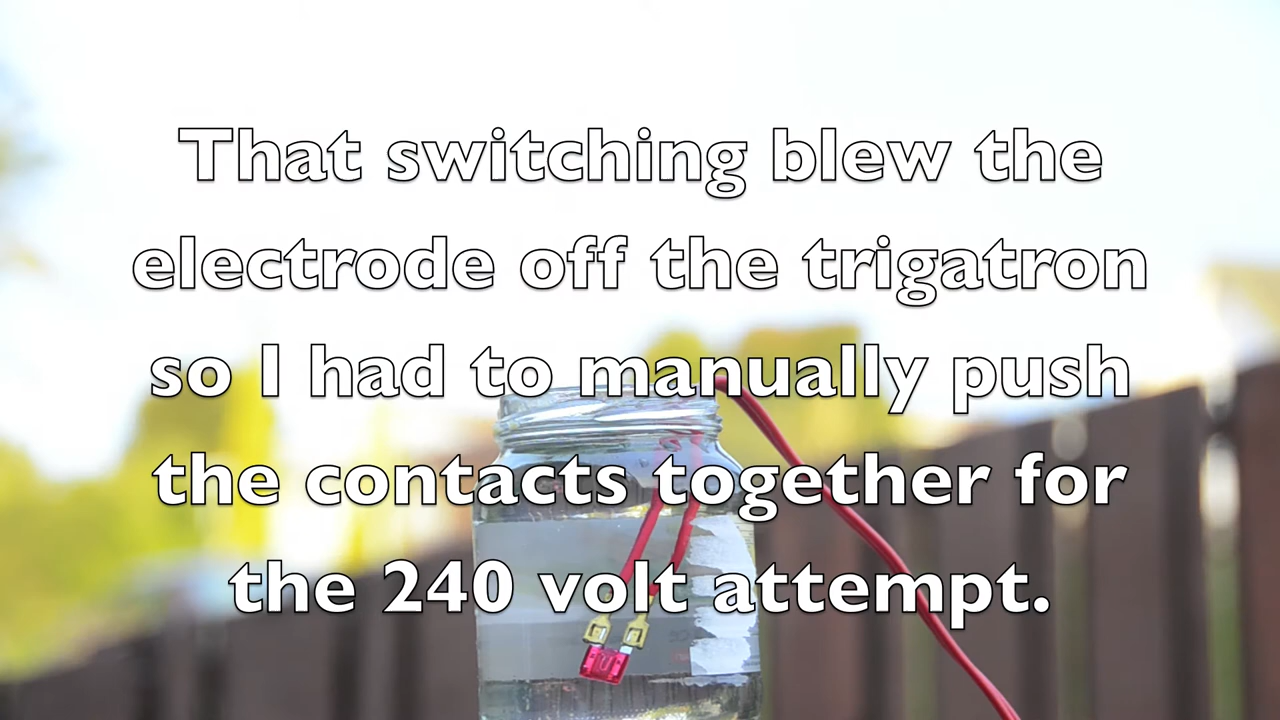 That switching blew the
electrode off the trigatron
so I had to manually push
the contacts together for
the 240 volt attempt.